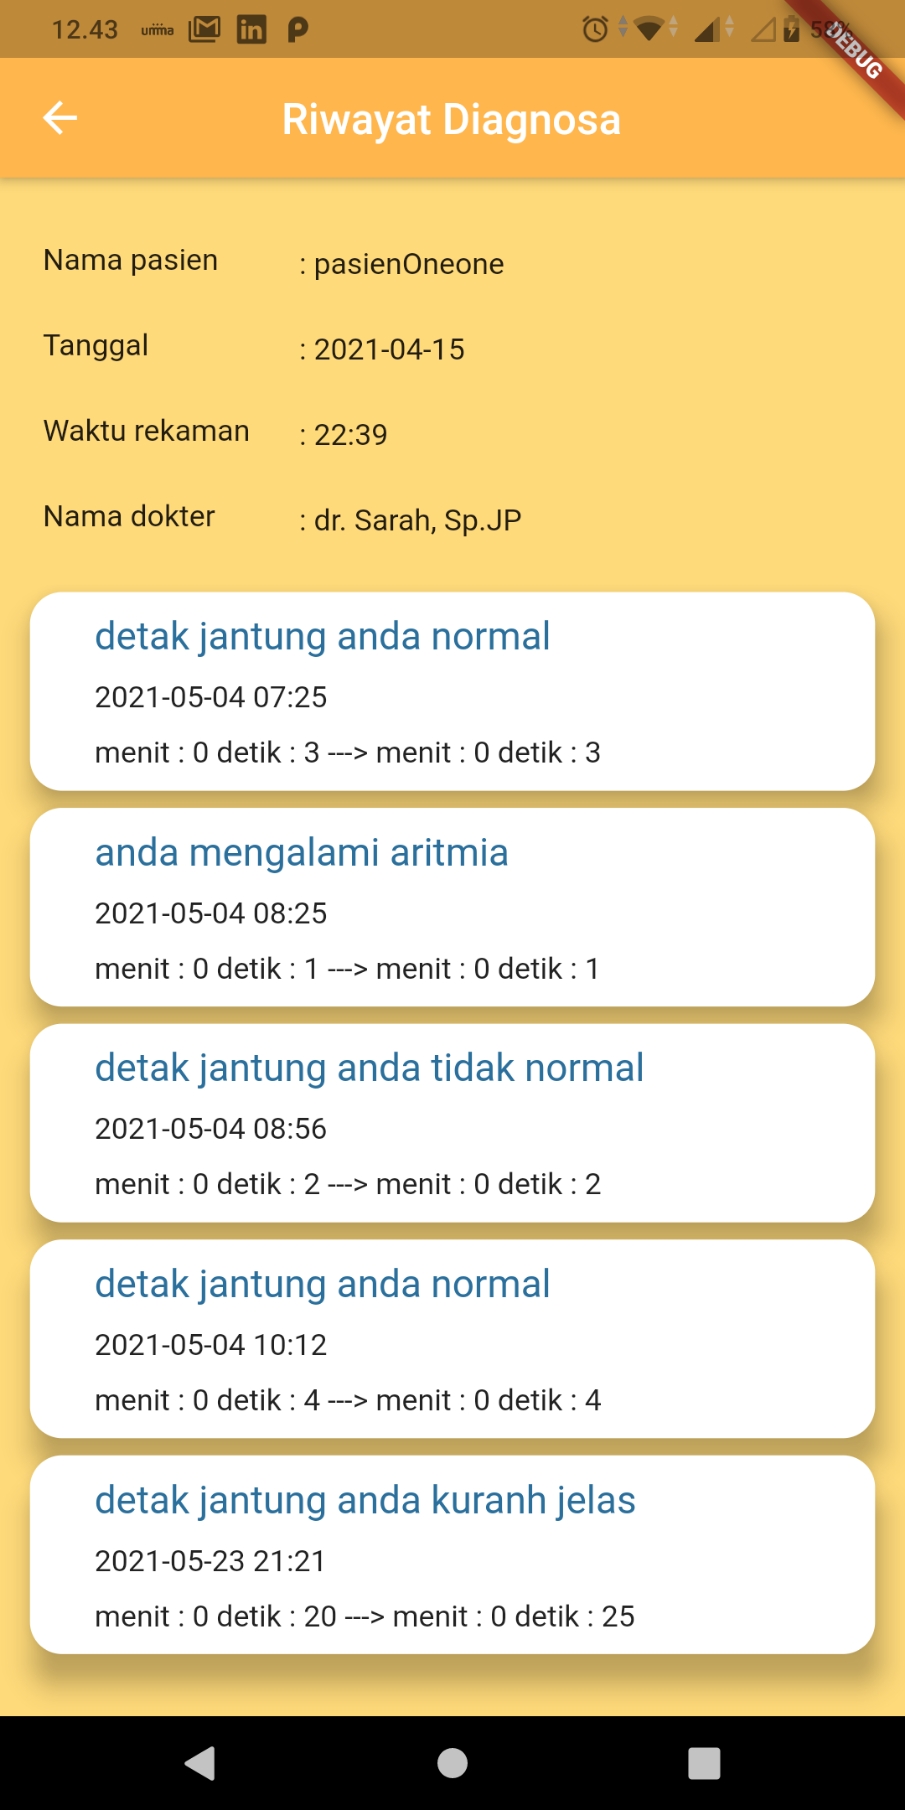 12.43 umma 58%
DEBUG
Riwayat Diagnosa
Nama pasien : pasienOneone
Tanggal : 2021-04-15
Waktu rekaman : 22:39
Nama dokter : dr. Sarah, Sp.JP
detak jantung anda normal
2021-05-04 07:25
menit : 0 detik : 3 ---> menit : 0 detik : 3
anda mengalami aritmia
2021-05-04 08:25
menit : 0 detik : 1 ---> menit : 0 detik : 1
detak jantung anda tidak normal
2021-05-04 08:56
menit : 0 detik : 2 ---> menit : 0 detik : 2
detak jantung anda normal
2021-05-04 10:12
menit : 0 detik : 4 ---> menit : 0 detik : 4
detak jantung anda kuranh jelas
2021-05-23 21:21
menit : 0 detik : 20 ---> menit : 0 detik : 25